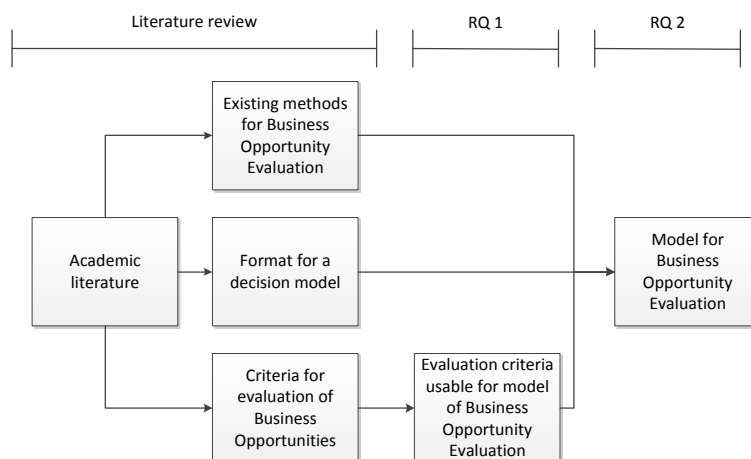 Literature review
RQ 1
RQ 2
Existing methods
for Business
Opportunity
Evaluation
Academic
literature
Format for a
decision model
Model for
Business
Opportunity
Evaluation
Criteria for
evaluation of
Business
Opportunities
Evaluation criteria
usable for model
of Business
Opportunity
Evaluation